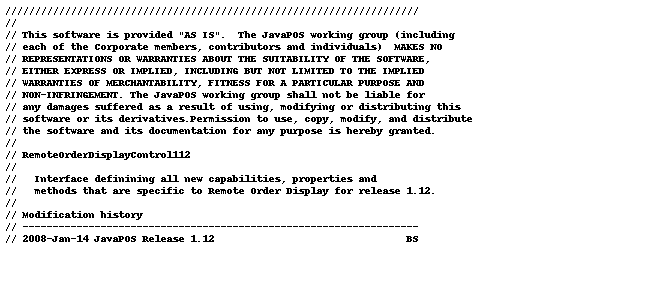 //////////////////////////////////////////////////////////////////////
//
// This software is provided "AS IS".  The JavaPOS working group (including
// each of the Corporate members, contributors and individuals)  MAKES NO
// REPRESENTATIONS OR WARRANTIES ABOUT THE SUITABILITY OF THE SOFTWARE,
// EITHER EXPRESS OR IMPLIED, INCLUDING BUT NOT LIMITED TO THE IMPLIED
// WARRANTIES OF MERCHANTABILITY, FITNESS FOR A PARTICULAR PURPOSE AND
// NON-INFRINGEMENT. The JavaPOS working group shall not be liable for
// any damages suffered as a result of using, modifying or distributing this
// software or its derivatives.Permission to use, copy, modify, and distribute
// the software and its documentation for any purpose is hereby granted.
//
// RemoteOrderDisplayControl112
//
//   Interface definining all new capabilities, properties and
//   methods that are specific to Remote Order Display for release 1.12.
//
// Modification history
// ------------------------------------------------------------------
// 2008-Jan-14 JavaPOS Release 1.12                                BS